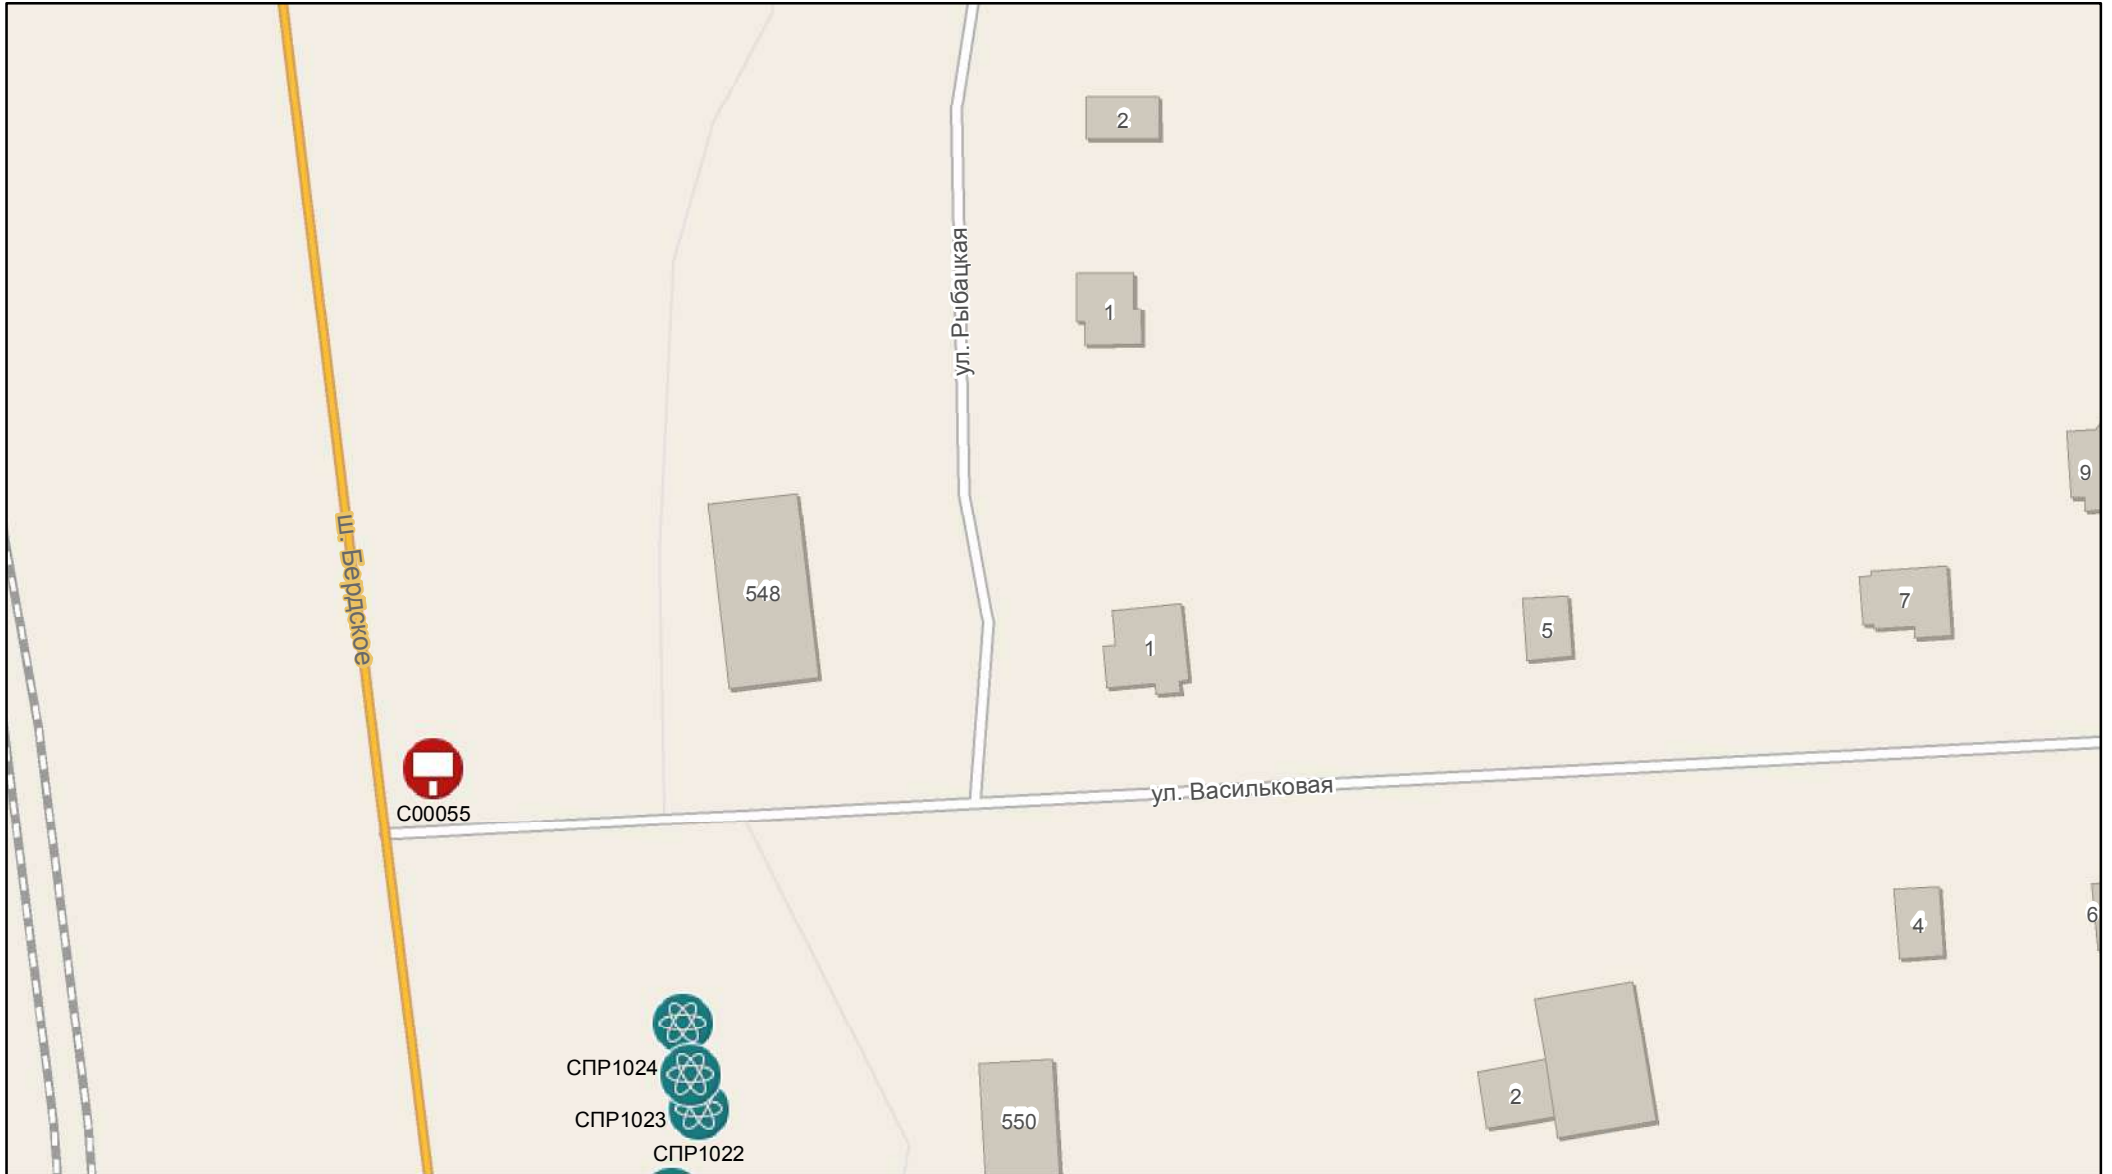 2
ул. Рыбацкая
1
9
ш. Бердское
548
7
5
1
С00055
ул. Васильковая
6
4
СПР1024
2
СПР1023
550
СПР1022